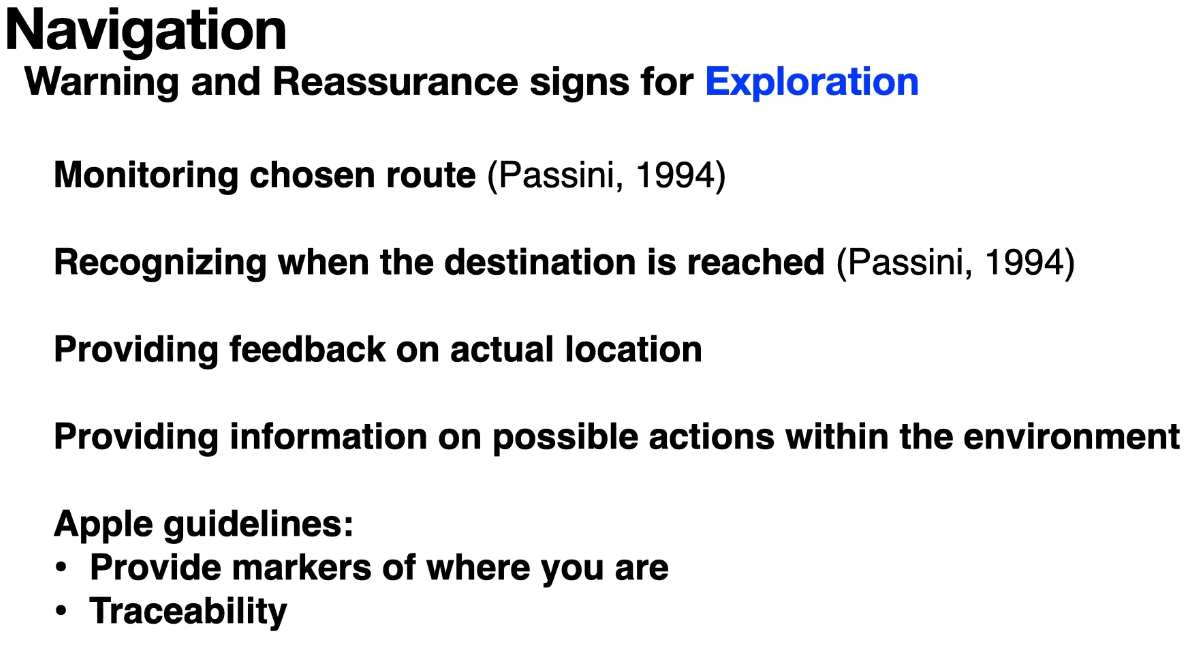 Navigation
Warning and Reassurance signs for Exploration
Monitoring chosen route (Passini, 1994)
Recognizing when the destination is reached (Passini, 1994)
Providing feedback on actual location
Providing information on possible actions within the environment
Apple guidelines:
• Provide markers of where you are
• Traceability